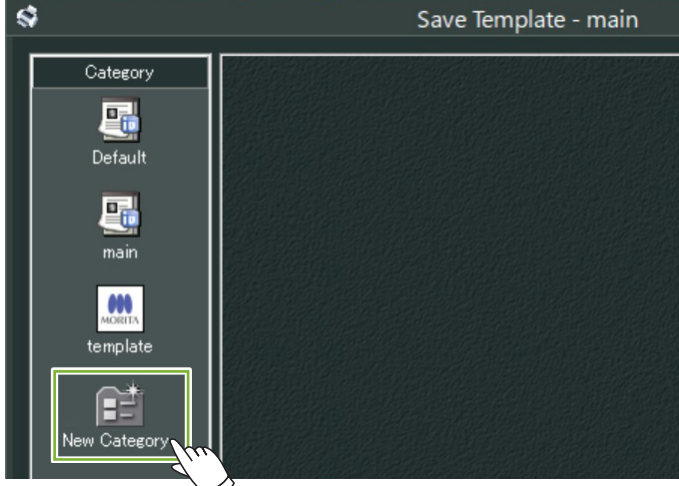 Save Template - main
Category
Default
main
MORITA
template
New Category